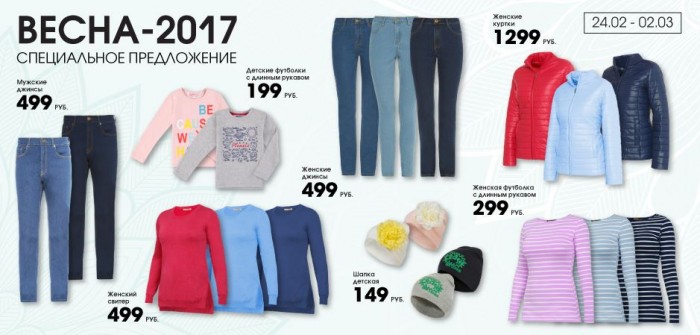 ВЕСНА-2017
СПЕЦИАЛЬНОЕ ПРЕДЛОЖЕНИЕ
24.02 - 02.03
Мужские
джинсы
499 РУБ.
Детские футболки
с длинным рукавом
199 РУБ.
Женские
джинсы
499 РУБ.
Женские
куртки
1299 РУБ.
Женский
свитер
499 РУБ.
Шапка
детская
149 РУБ.
Женская футболка
с длинным рукавом
299 РУБ.
BE
CAUS